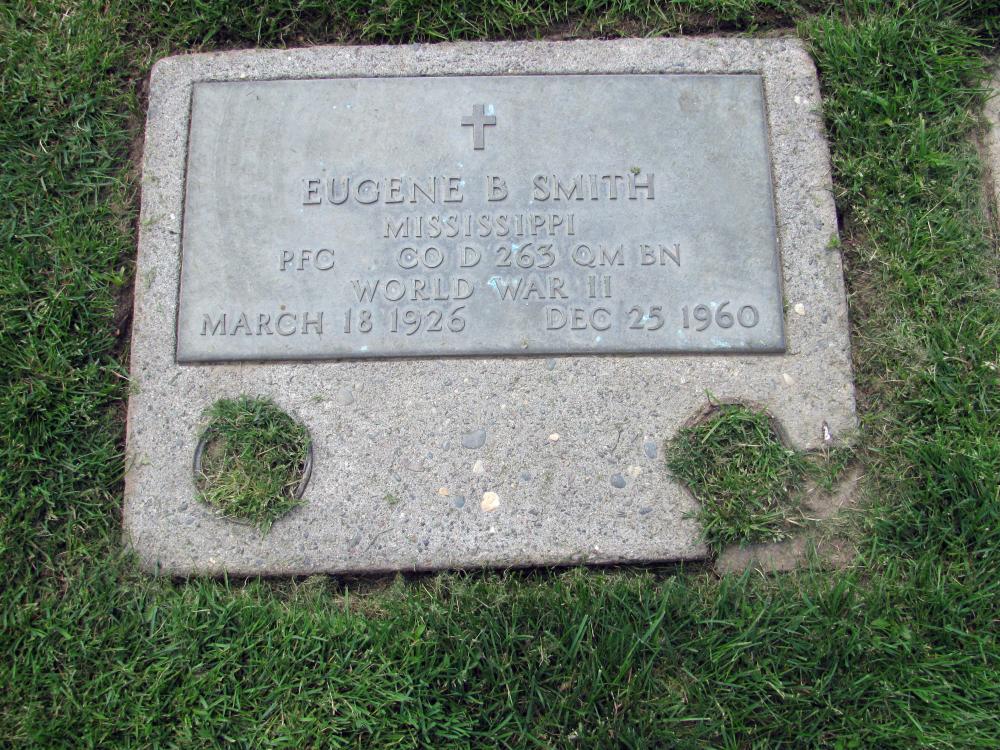 EUGENE B SMITH
MISSISSIPPI
PFC CO D 263 QM BN
WORLD WAR II
MARCH 18 1926 DEC 25 1960